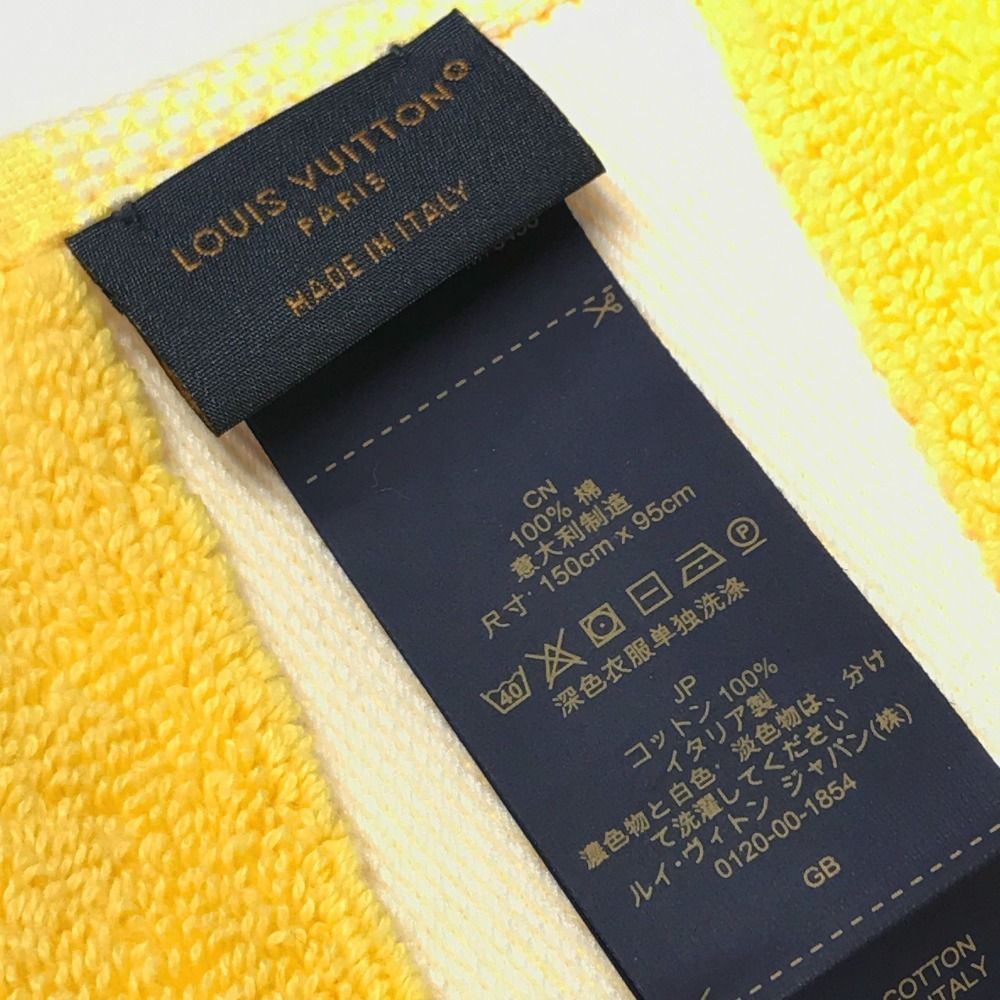 LOUIS VUITTON®
PARIS
MADE IN ITALY
CN
100% 棉
意大利制造
尺寸· 150cm x 95cm
40 P
深色衣服单独洗涤
JP
コットン 100%
イタリア製
濃色物と白色・淡色物は、分け
て洗濯してください
ルイ・ヴィトン ジャパン(株)
0120-00-1854
GB
COTTON